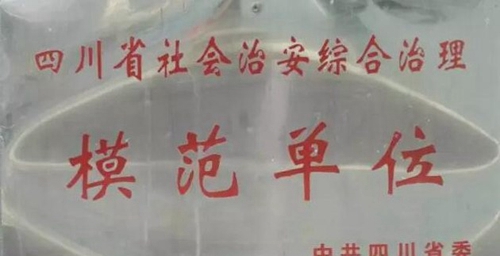 四川省社会治安综合治理
模范单位
中共四川省委